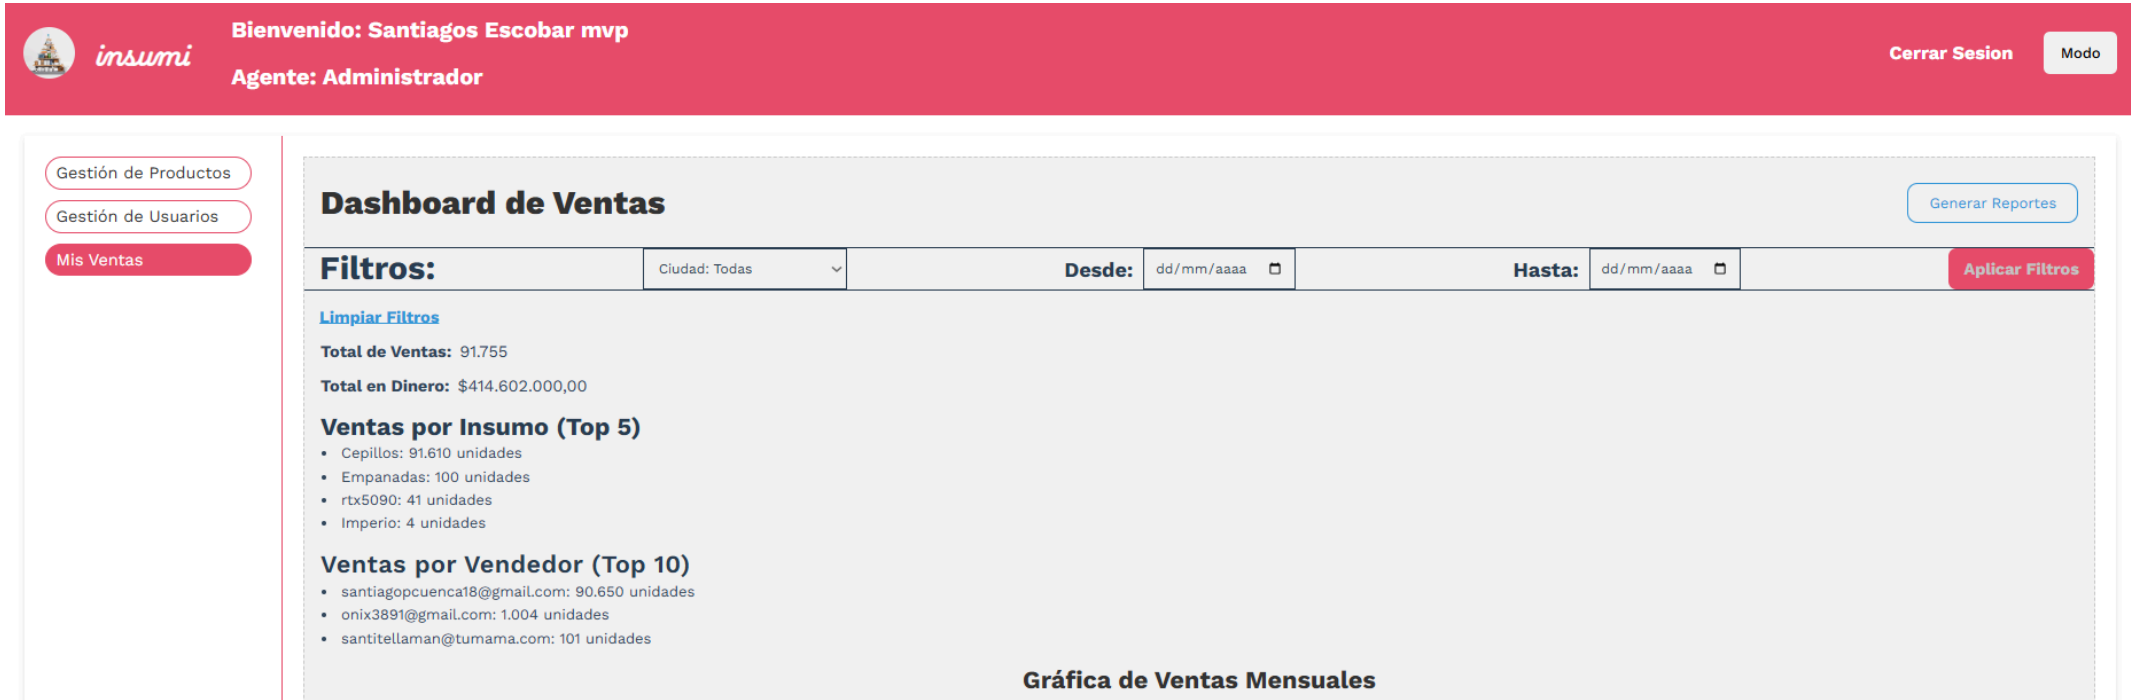 insumi
Bienvenido: Santiagos Escobar mvp
Agente: Administrador
Cerrar Sesion
Modo
Gestión de Productos
Gestión de Usuarios
Mis Ventas
Dashboard de Ventas
Generar Reportes
Filtros:
Ciudad: Todas
Desde:
dd/mm/aaaa
Hasta:
dd/mm/aaaa
Aplicar Filtros
Limpiar Filtros
Total de Ventas: 91.755
Total en Dinero: $414.602.000,00
Ventas por Insumo (Top 5)
• Cepillos: 91.610 unidades
• Empanadas: 100 unidades
• rtx5090: 41 unidades
• Imperio: 4 unidades
Ventas por Vendedor (Top 10)
• santiagopcuenca18@gmail.com: 90.650 unidades
• onix3891@gmail.com: 1.004 unidades
• santitellaman@tumama.com: 101 unidades
Gráfica de Ventas Mensuales